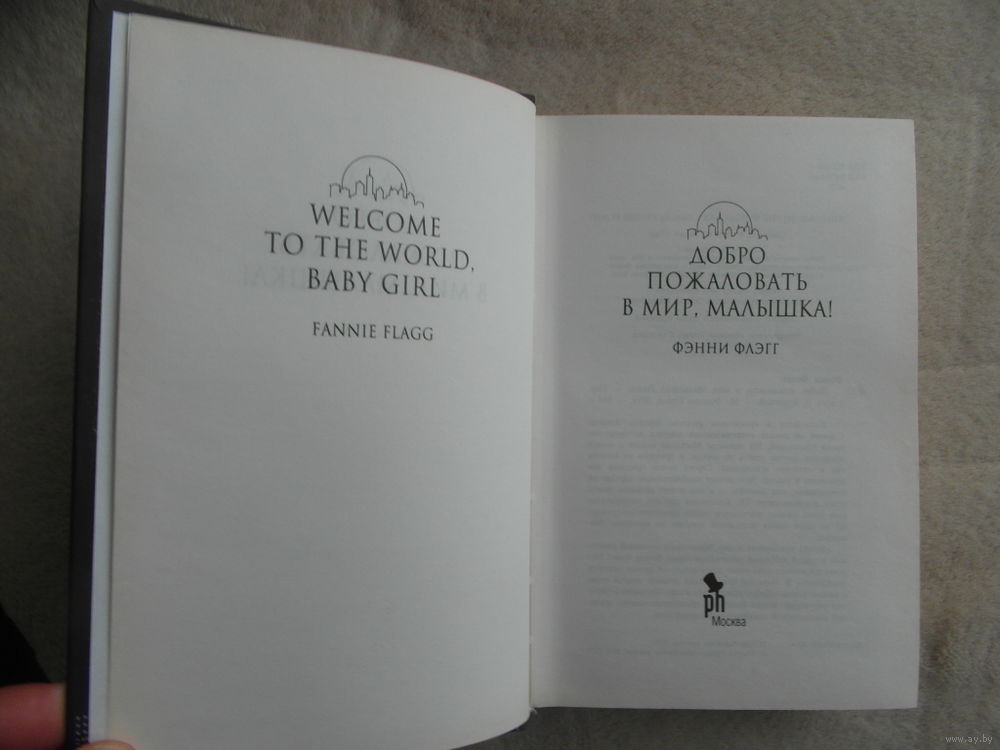 WELCOME
TO THE WORLD,
BABY GIRL
FANNIE FLAGG
ДОБРО
ПОЖАЛОВАТЬ
В МИР, МАЛЫШКА!
ФЭННИ ФЛЭГГ
ph
Москва
www.ay.by